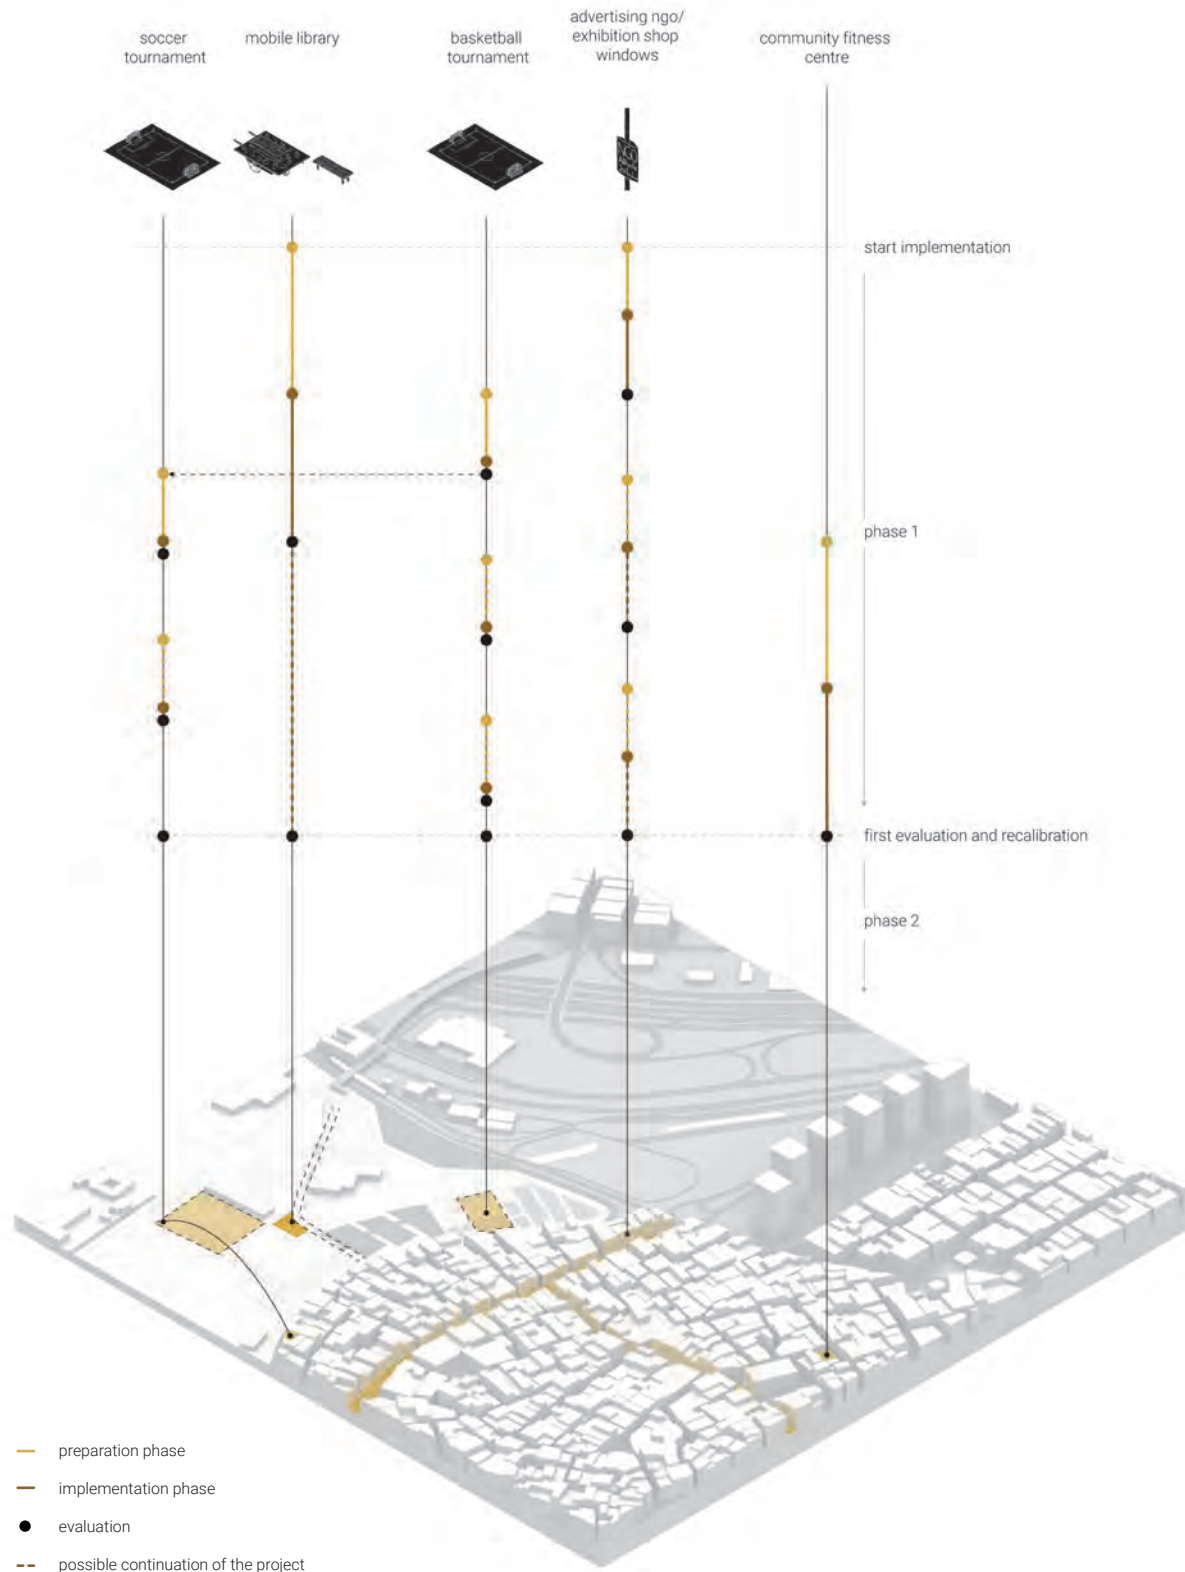 soccer
tournament
mobile library
basketball
tournament
advertising ngo/
exhibition shop
windows
community fitness
centre
start implementation
phase 1
first evaluation and recalibration
phase 2
preparation phase
implementation phase
evaluation
possible continuation of the project